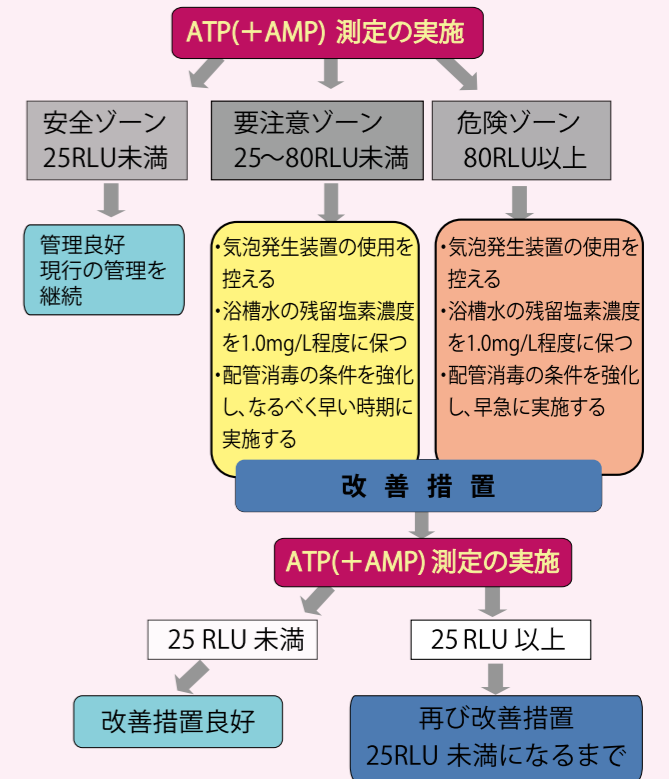 ATP(＋AMP) 測定の実施
安全ゾーン
25RLU未満
要注意ゾーン
25～80RLU未満
危険ゾーン
80RLU以上
管理良好
現行の管理を
継続
・気泡発生装置の使用を
控える
・浴槽水の残留塩素濃度
を1.0mg/L程度に保つ
・配管消毒の条件を強化
し、なるべく早い時期に
実施する
・気泡発生装置の使用を
控える
・浴槽水の残留塩素濃度
を1.0mg/L程度に保つ
・配管消毒の条件を強化
し、早急に実施する
改善措置
ATP(＋AMP) 測定の実施
25 RLU 未満
25 RLU 以上
改善措置良好
再び改善措置
25RLU 未満になるまで